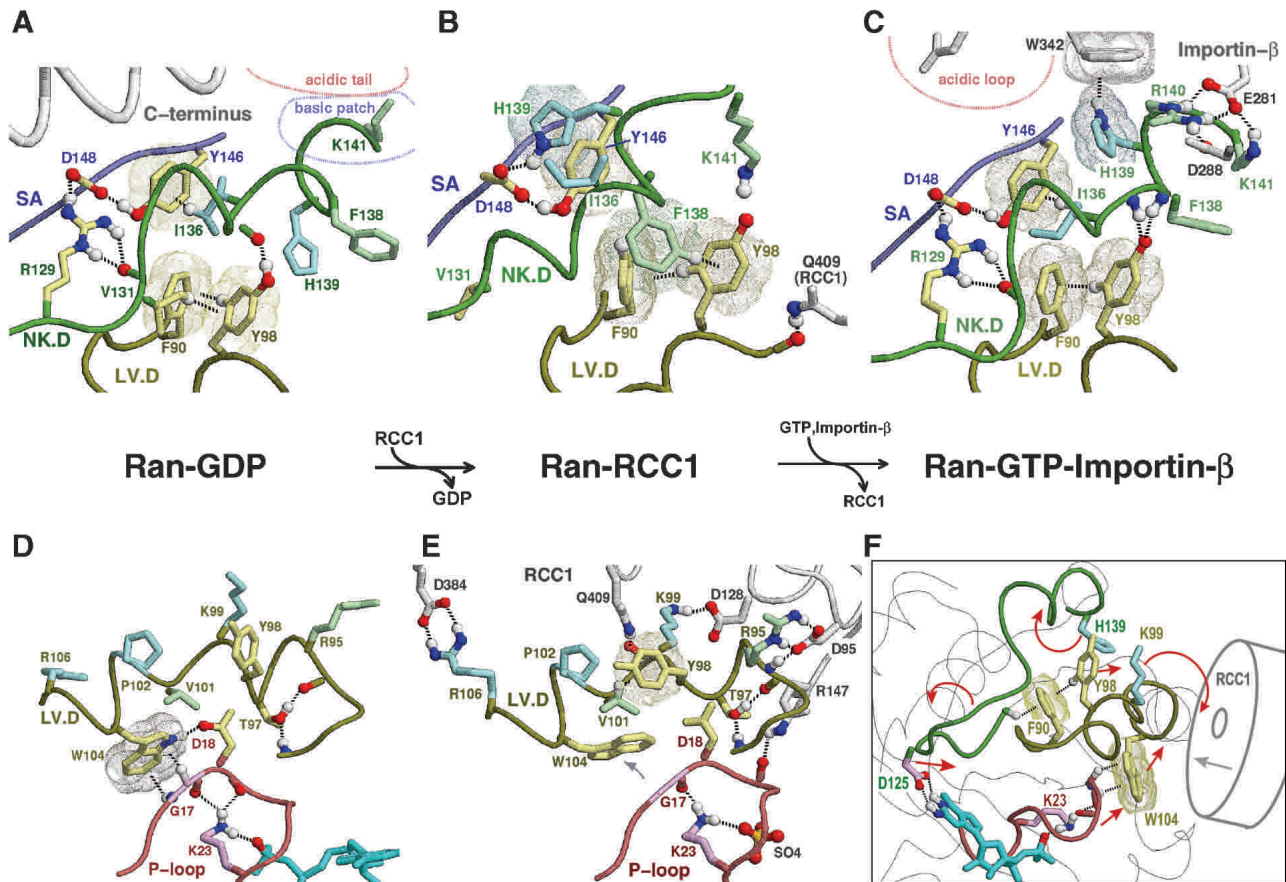 A
acidic tail
basic patch
C-terminus
K141
D148
Y146
SA
I136
F138
R129
V131
H139
NK.D
F90
Y98
LV.D
B
H139
Y146
K141
SA
D148
I136
F138
V131
NK.D
Y98
Q409
(RCC1)
F90
LV.D
C
W342
Importin-β
acidic loop
R140
E281
Y146
H139
D288
K141
D148
I136
F138
R129
NK.D
F90
Y98
LV.D
Ran-GDP
RCC1
GDP
Ran-RCC1
GTP,Importin-β
RCC1
Ran-GTP-Importin-β
D
K99
Y98
R95
R106
P102
V101
LV.D
T97
W104
D18
G17
K23
P-loop
E
D384
RCC1
Q409
K99
D128
R95
D95
P102
Y98
R106
LV.D
T97
R147
V101
D18
W104
G17
K23
SO4
P-loop
F
H139
K99
RCC1
Y98
F90
D125
K23
W104